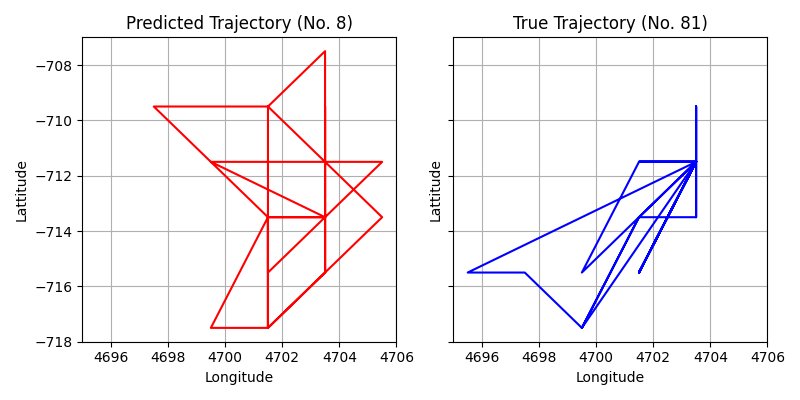 Predicted Trajectory (No. 8)
True Trajectory (No. 81)
−708
−710
−712
−714
−716
−718
Lattitude
Lattitude
4696 4698 4700 4702 4704 4706
4696 4698 4700 4702 4704 4706
Longitude
Longitude